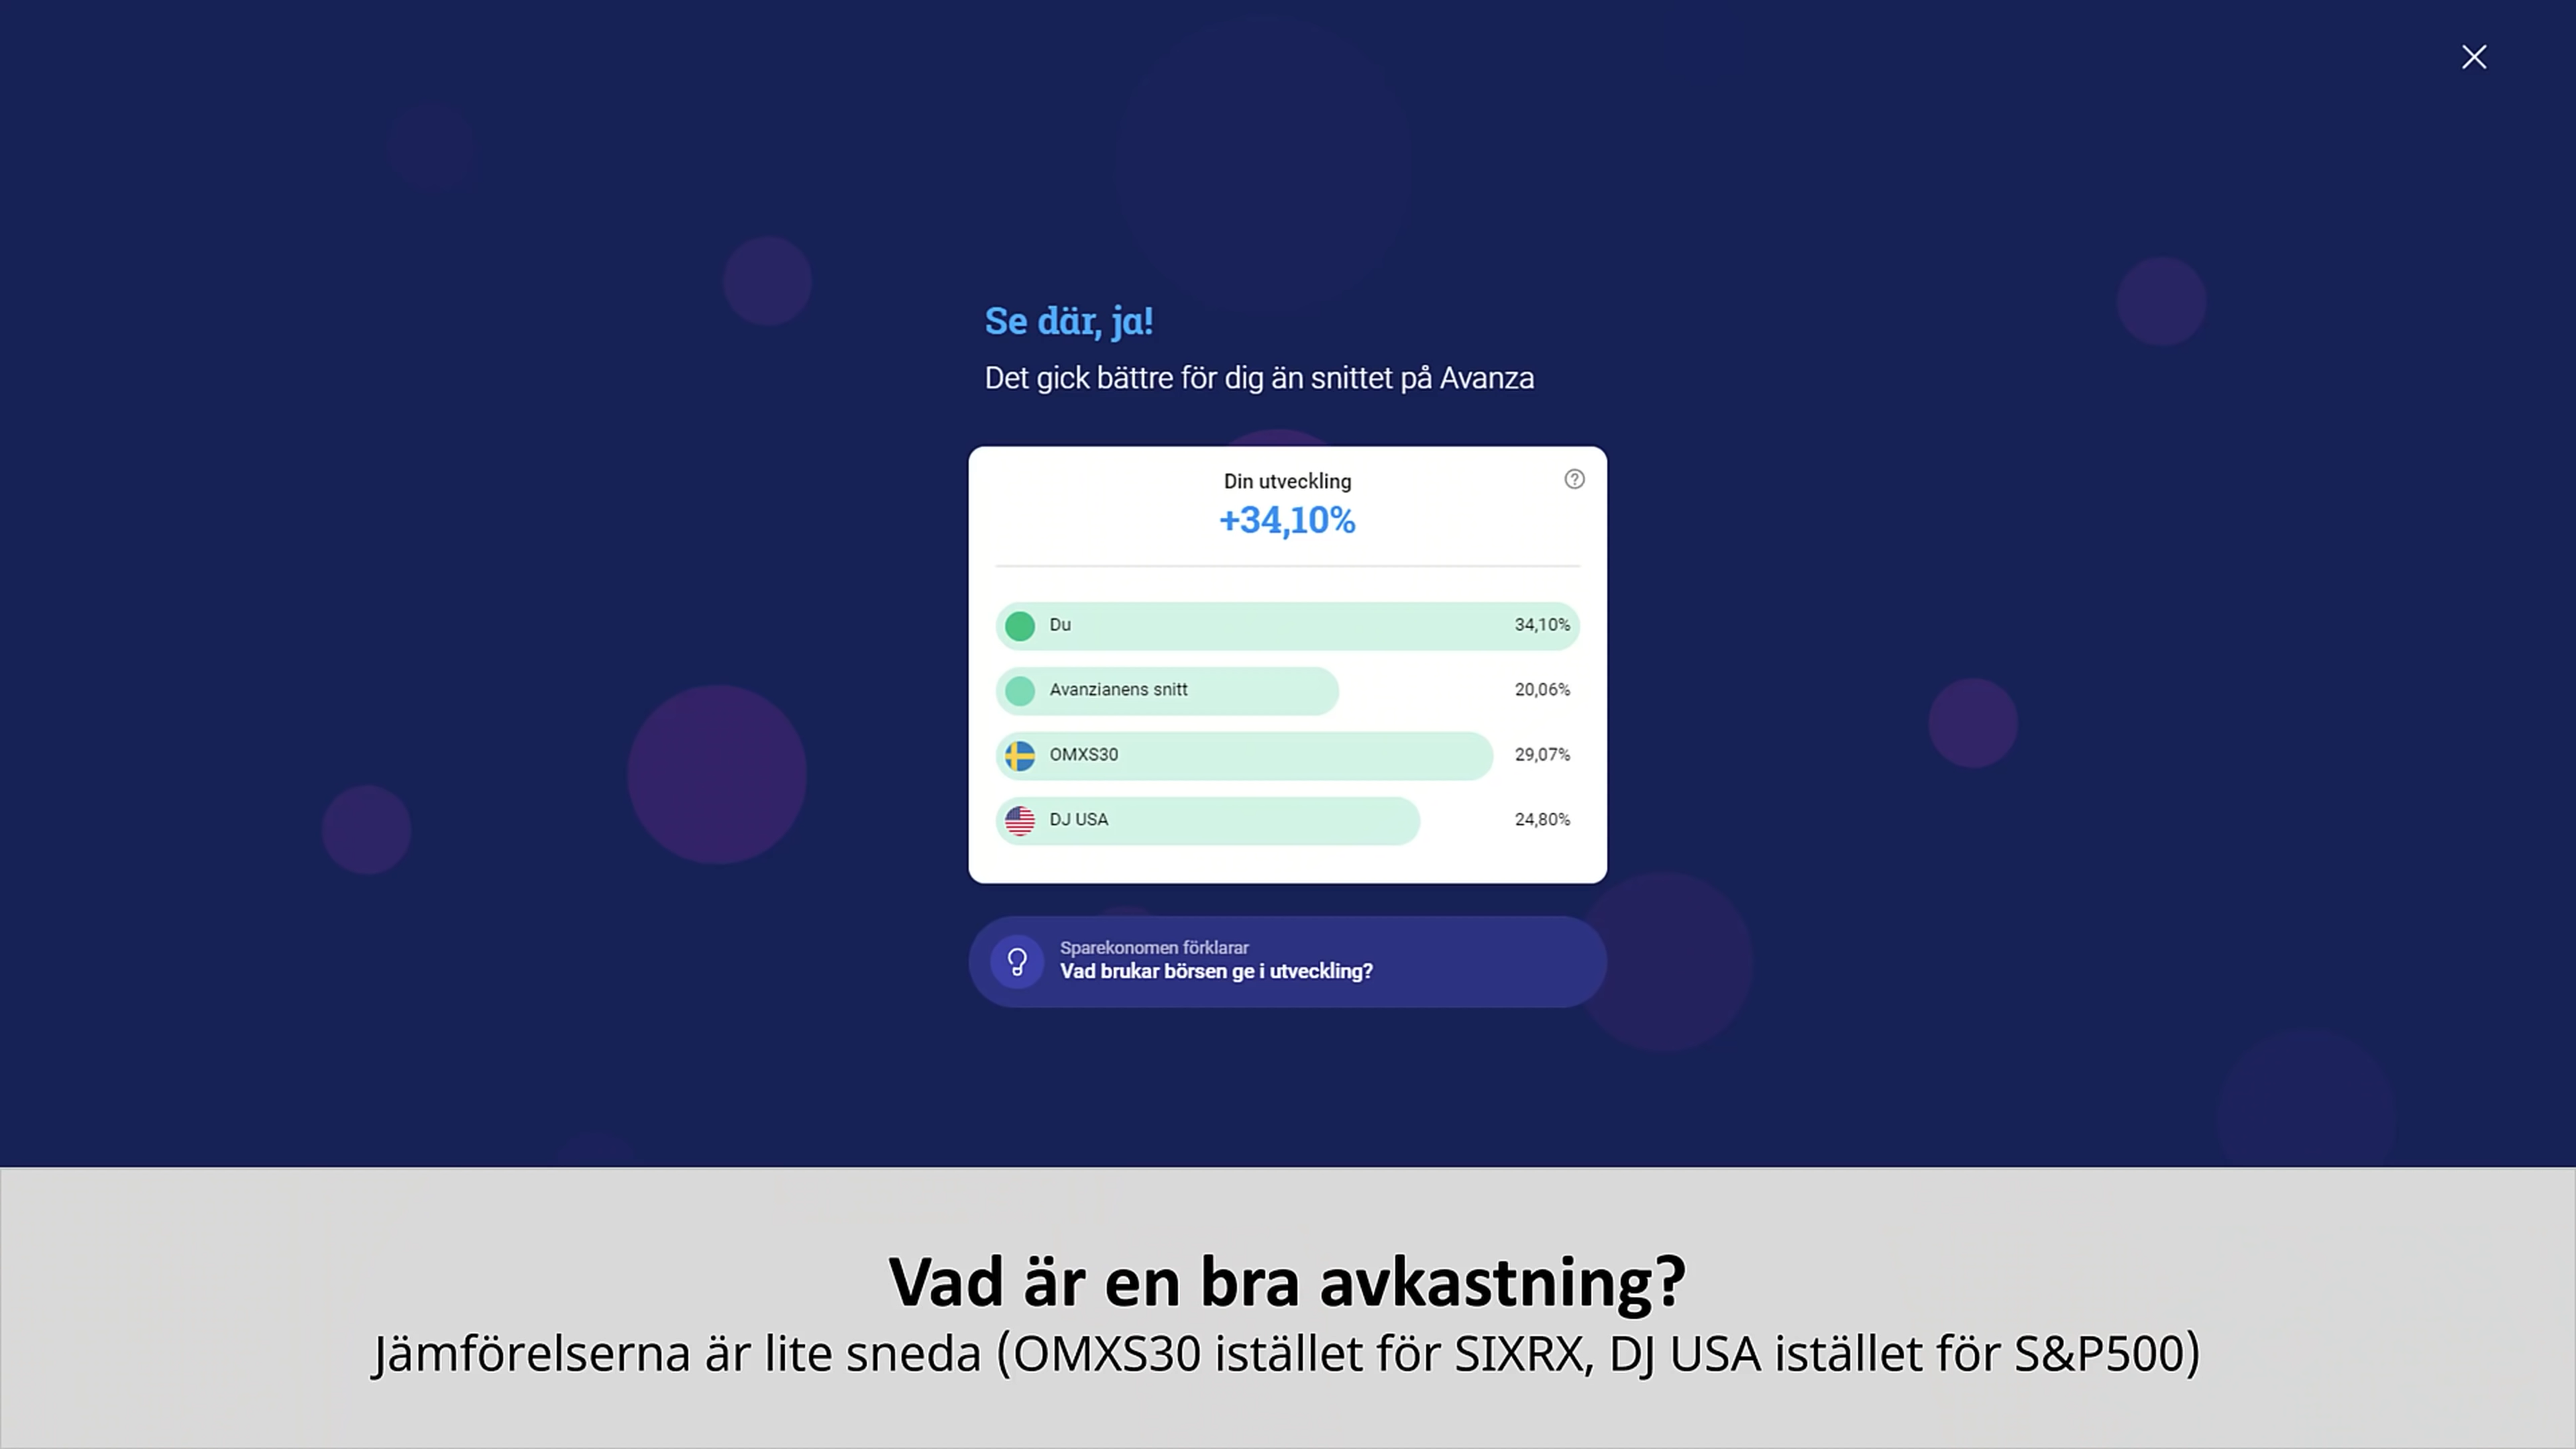 Se där, ja!
Det gick bättre för dig än snittet på Avanza
Din utveckling
+34,10%
Du 34,10%
Avanzianens snitt 20,06%
OMXS30 29,07%
DJ USA 24,80%
Sparekonomen förklarar
Vad brukar börsen ge i utveckling?
Vad är en bra avkastning?
Jämförelserna är lite sneda (OMXS30 istället för SIXRX, DJ USA istället för S&P500)